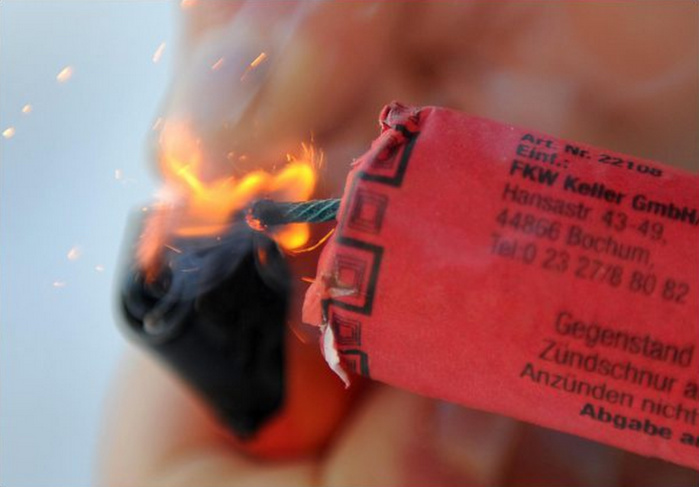 Art. Nr. 22108
Einf.:
FKW Keller GmbH
Hansastr. 43-49,
44866 Bochum,
Tel:0 23 27/8 80 82
Gegenstand
Zündschnur a
Anzünden nicht
Abgabe a